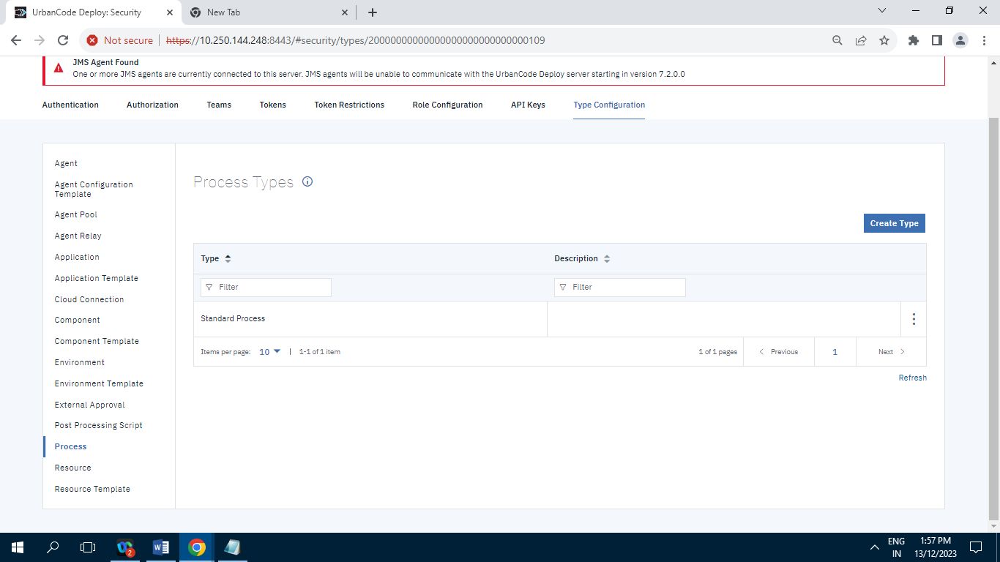 UrbanCode Deploy: Security
New Tab
Not secure
https://10.250.144.248:8443/#security/types/20000000000000000000000000000109
JMS Agent Found
One or more JMS agents are currently connected to this server. JMS agents will be unable to communicate with the UrbanCode Deploy server starting in version 7.2.0.0
Authentication
Authorization
Teams
Tokens
Token Restrictions
Role Configuration
API Keys
Type Configuration
Agent
Agent Configuration
Template
Agent Pool
Agent Relay
Application
Application Template
Cloud Connection
Component
Component Template
Environment
Environment Template
External Approval
Post Processing Script
Process
Resource
Resource Template
Process Types
Create Type
Type
Description
Filter
Filter
Standard Process
Items per page: 10 | 1-1 of 1 item
1 of 1 pages
Previous
1
Next
Refresh
2
ENG
IN
1:57 PM
13/12/2023